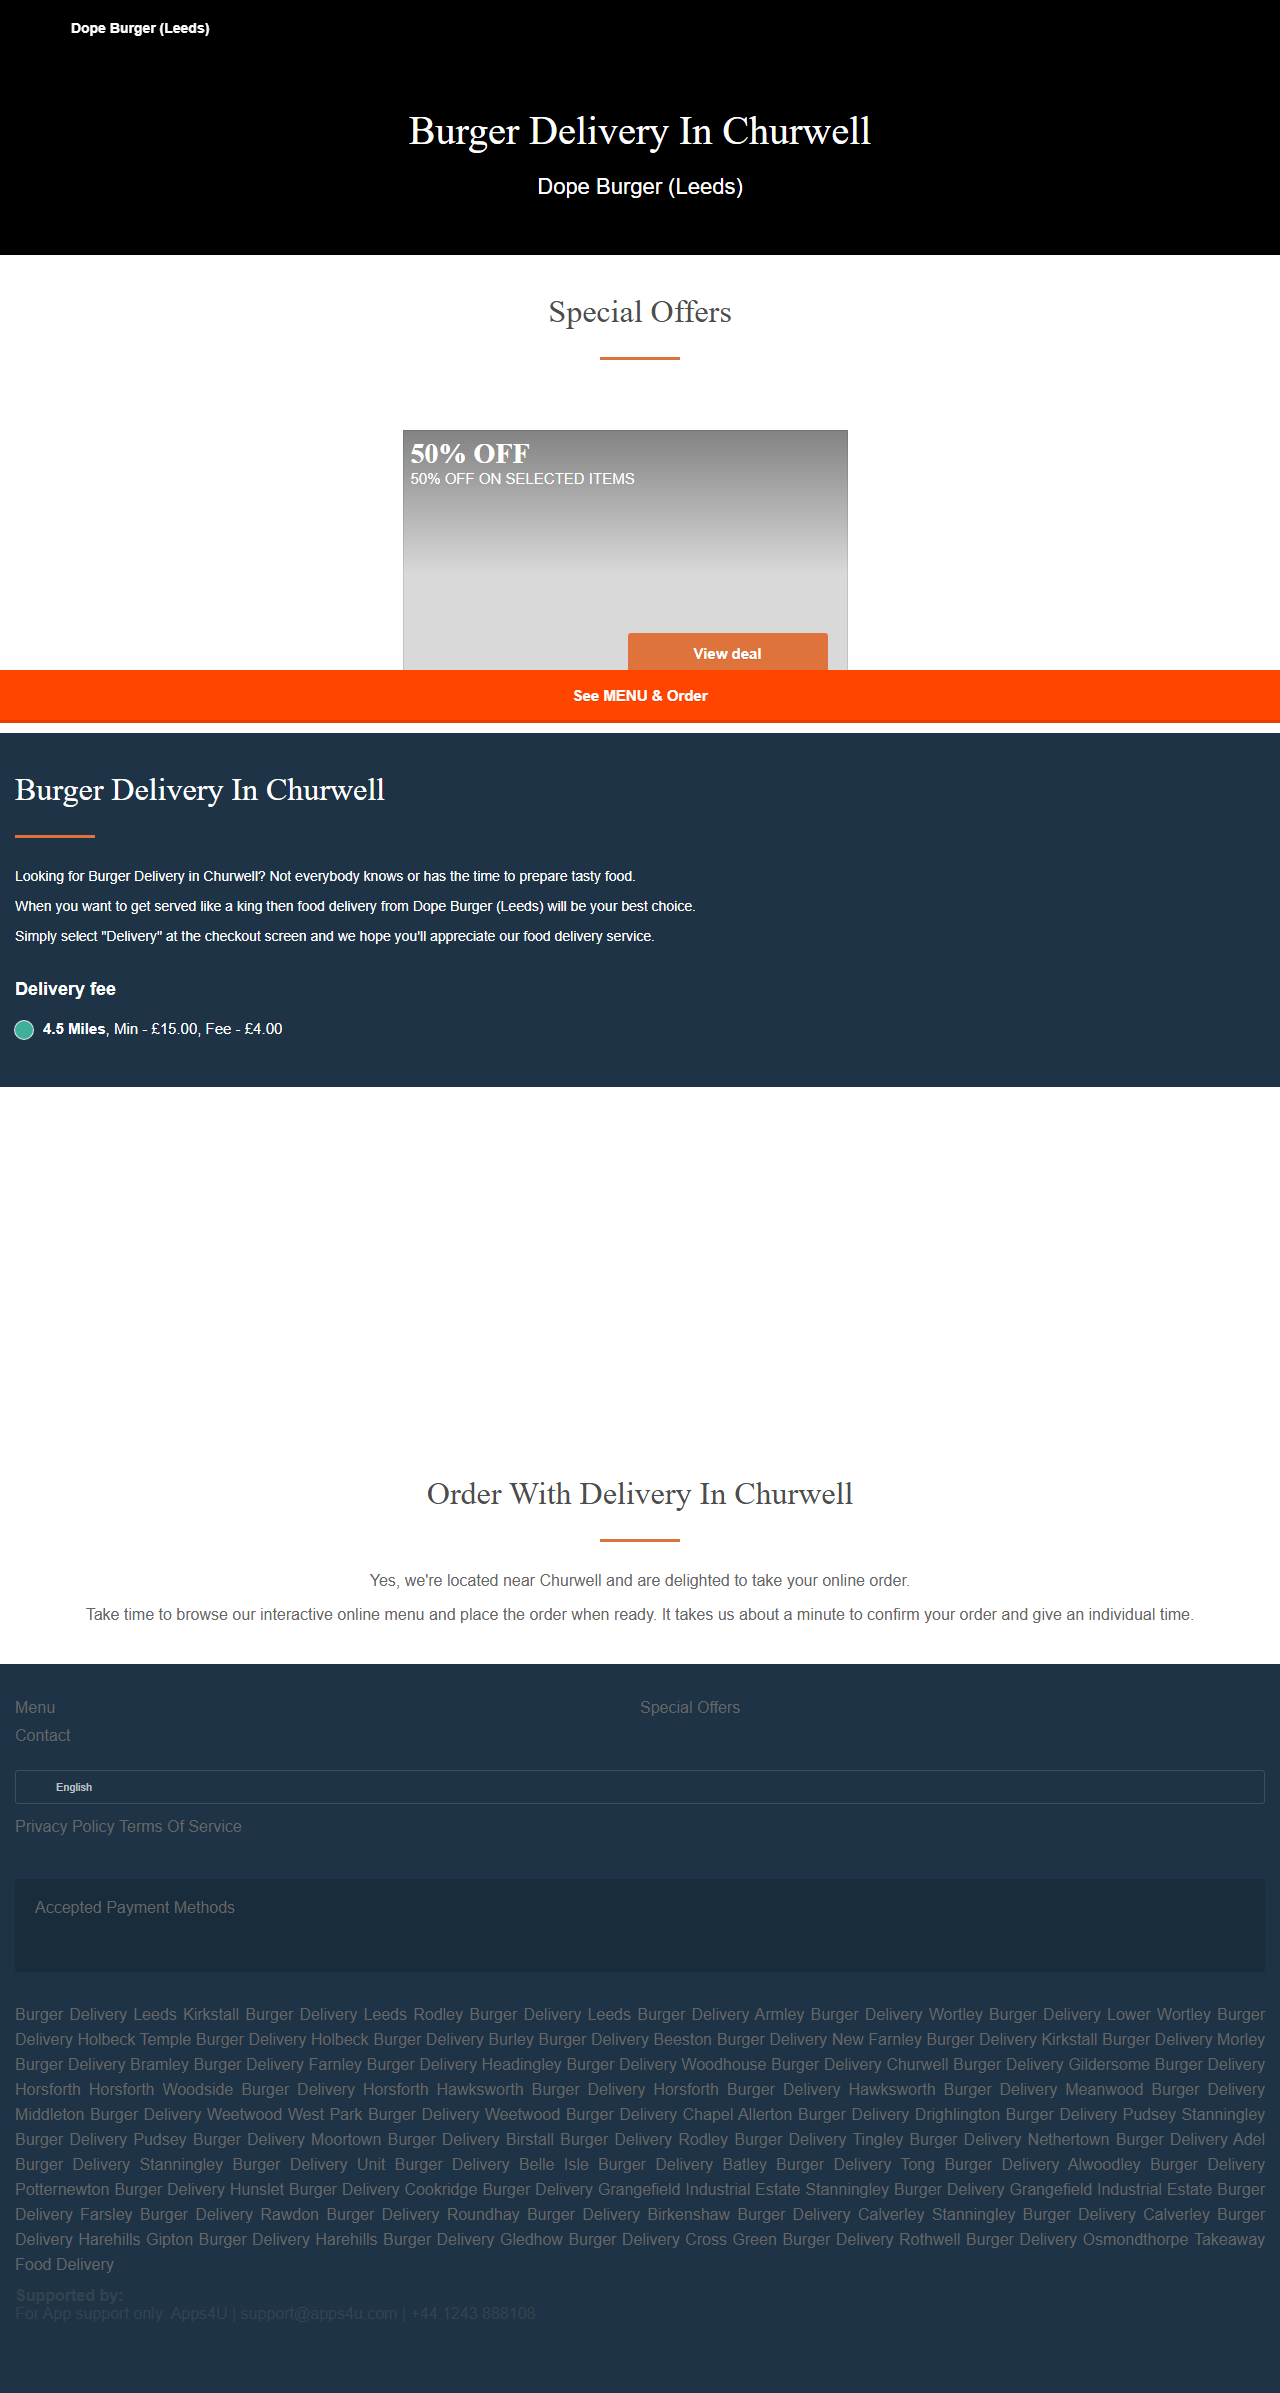 Dope Burger (Leeds)
Burger Delivery In Churwell
Dope Burger (Leeds)
Special Offers
50% OFF
50% OFF ON SELECTED ITEMS
View deal
See MENU & Order
Burger Delivery In Churwell
Looking for Burger Delivery in Churwell? Not everybody knows or has the time to prepare tasty food.
When you want to get served like a king then food delivery from Dope Burger (Leeds) will be your best choice.
Simply select "Delivery" at the checkout screen and we hope you'll appreciate our food delivery service.
Delivery fee
4.5 Miles, Min - £15.00, Fee - £4.00
Order With Delivery In Churwell
Yes, we're located near Churwell and are delighted to take your online order.
Take time to browse our interactive online menu and place the order when ready. It takes us about a minute to confirm your order and give an individual time.
Menu
Special Offers
Contact
English
Privacy Policy Terms Of Service
Accepted Payment Methods
Burger Delivery Leeds Kirkstall Burger Delivery Leeds Rodley Burger Delivery Leeds Burger Delivery Armley Burger Delivery Wortley Burger Delivery Lower Wortley Burger
Delivery Holbeck Temple Burger Delivery Holbeck Burger Delivery Burley Burger Delivery Beeston Burger Delivery New Farnley Burger Delivery Kirkstall Burger Delivery Morley
Burger Delivery Bramley Burger Delivery Farnley Burger Delivery Headingley Burger Delivery Woodhouse Burger Delivery Churwell Burger Delivery Gildersome Burger Delivery
Horsforth Horsforth Woodside Burger Delivery Horsforth Hawksworth Burger Delivery Horsforth Burger Delivery Hawksworth Burger Delivery Meanwood Burger Delivery
Middleton Burger Delivery Weetwood West Park Burger Delivery Weetwood Burger Delivery Chapel Allerton Burger Delivery Drighlington Burger Delivery Pudsey Stanningley
Burger Delivery Pudsey Burger Delivery Moortown Burger Delivery Birstall Burger Delivery Rodley Burger Delivery Tingley Burger Delivery Nethertown Burger Delivery Adel
Burger Delivery Stanningley Burger Delivery Unit Burger Delivery Belle Isle Burger Delivery Batley Burger Delivery Tong Burger Delivery Alwoodley Burger Delivery
Potternewton Burger Delivery Hunslet Burger Delivery Cookridge Burger Delivery Grangefield Industrial Estate Stanningley Burger Delivery Grangefield Industrial Estate Burger
Delivery Farsley Burger Delivery Rawdon Burger Delivery Roundhay Burger Delivery Birkenshaw Burger Delivery Calverley Stanningley Burger Delivery Calverley Burger
Delivery Harehills Gipton Burger Delivery Harehills Burger Delivery Gledhow Burger Delivery Cross Green Burger Delivery Rothwell Burger Delivery Osmondthorpe Takeaway
Food Delivery
Supported by:
For App support only: Apps4U | support@apps4u.com | +44 1243 888108